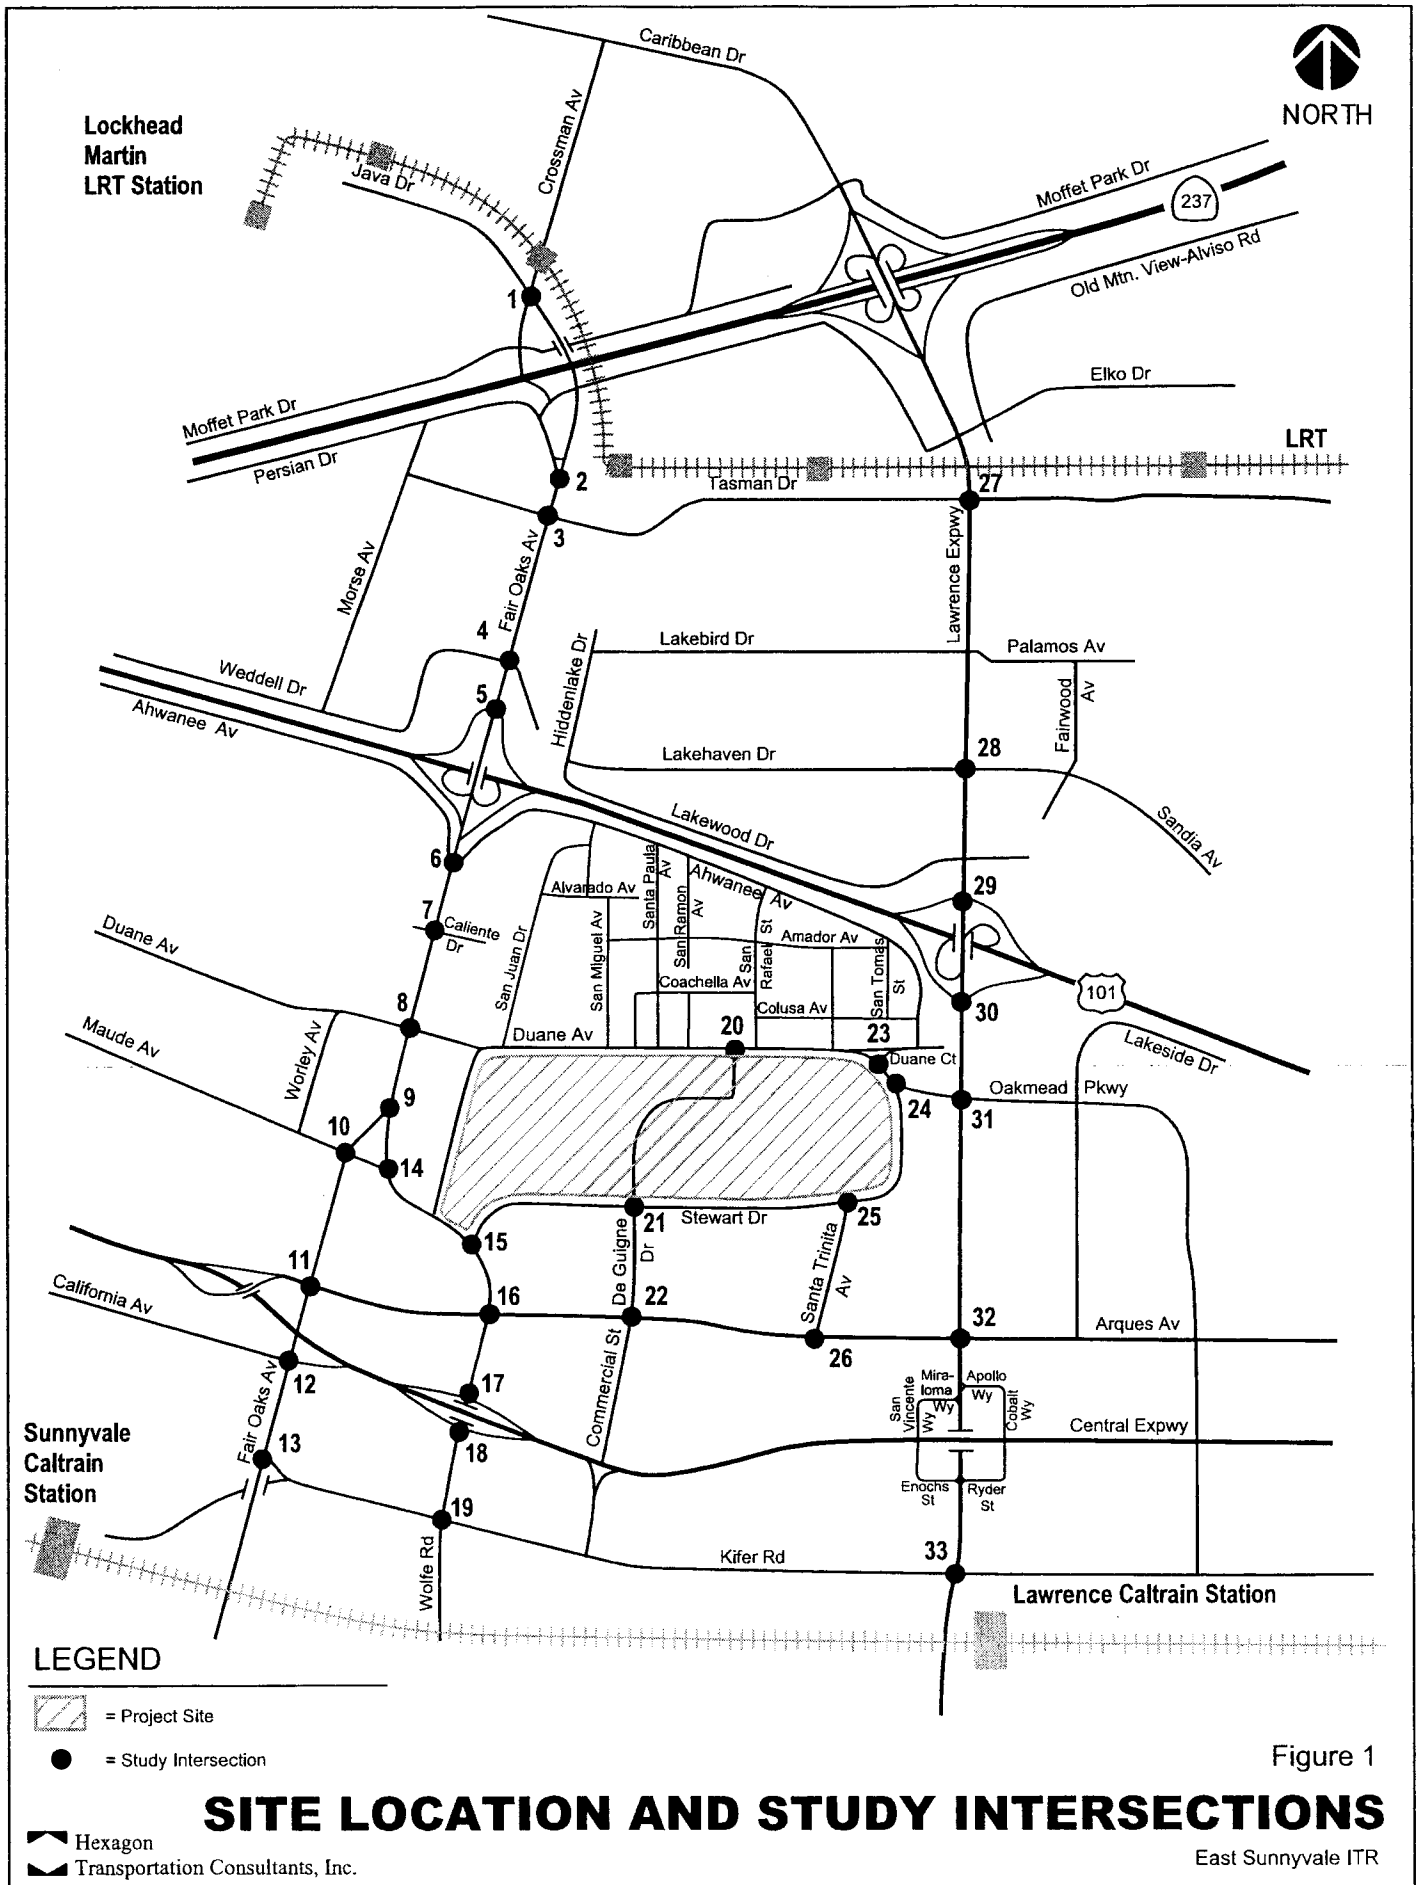 Caribbean Dr
NORTH
Lockhead
Martin
LRT Station
Crossman Av
Java Dr
Moffet Park Dr
237
Old Mtn. View-Alviso Rd
1
Elko Dr
Moffet Park Dr
Persian Dr
LRT
2
Tasman Dr
27
3
Fair Oaks Av
Morse Av
Lawrence Expwy
4
Hiddenlake Dr
Lakebird Dr
Palamos Av
Weddell Dr
Ahwanee Av
5
Fairwood
Av
Lakehaven Dr
28
Lakewood Dr
Sandia Av
6
Ahwanee Av
29
Alvarado Av
Santa Paula
Av
San Ramon
Av
7
Caliente
Dr
Duane Av
San Juan Dr
San Miguel Av
San
Rafael St
Amador Av
San Tomas
St
Coachella Av
Colusa Av
101
30
8
20
23
Duane Av
Duane Ct
Lakeside Dr
Maude Av
Worley Av
9
24
Oakmead Pkwy
31
10
14
21
Stewart Dr
25
15
De Guigne
Dr
Santa Trinita
Av
11
California Av
16
22
32
Arques Av
26
12
Fair Oaks Av
17
Commercial St
Mira-
loma
Wy
Apollo
Wy
San
Vincente
Wy
Cobalt
Wy
Central Expwy
Sunnyvale
Caltrain
Station
13
18
Enochs
St
Ryder
St
19
Wolfe Rd
Kifer Rd
33
Lawrence Caltrain Station
LEGEND
= Project Site
= Study Intersection
Figure 1
SITE LOCATION AND STUDY INTERSECTIONS
Hexagon
Transportation Consultants, Inc.
East Sunnyvale ITR